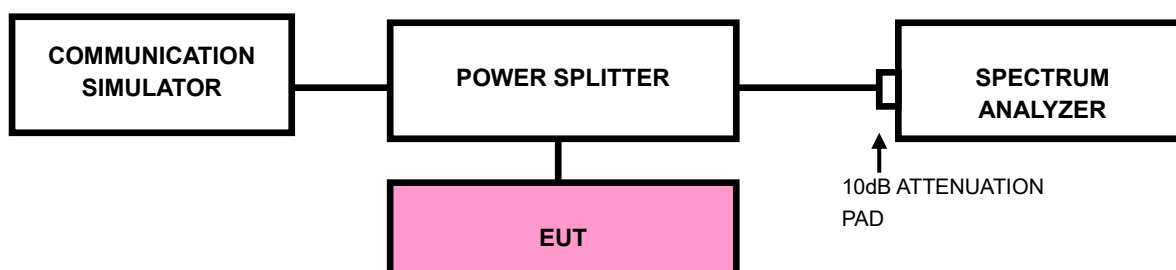 COMMUNICATION
SIMULATOR
POWER SPLITTER
SPECTRUM
ANALYZER
10dB ATTENUATION
PAD
EUT